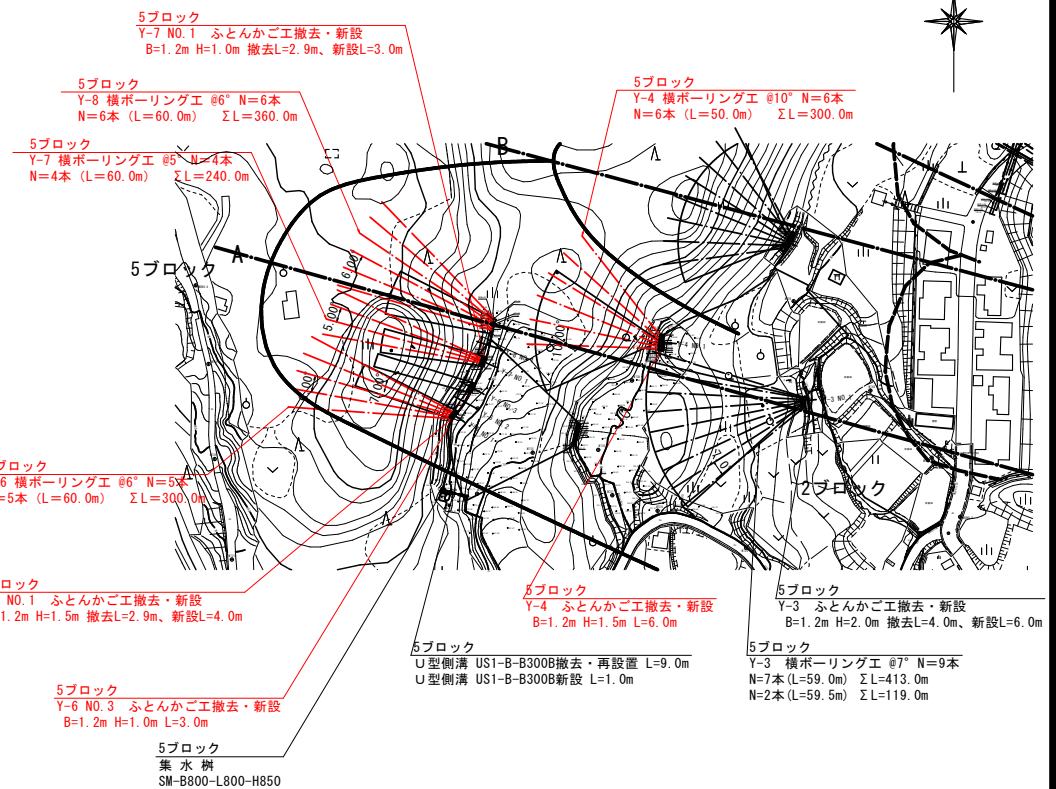 5ブロック
Y-7 NO.1 ふとんかご工撤去・新設
B=1.2m H=1.0m 撤去L=2.9m、新設L=3.0m
5ブロック
Y-8 横ボーリング工 @6° N=6本
N=6本 (L=60.0m) ΣL=360.0m
5ブロック
Y-4 横ボーリング工 @10° N=6本
N=6本 (L=50.0m) ΣL=300.0m
5ブロック
Y-7 横ボーリング工 @5° N=4本
N=4本 (L=60.0m) ΣL=240.0m
B
A
5ブロック
2ブロック
ブロック
6 横ボーリング工 @6° N=5本
=5本 (L=60.0m) ΣL=300.0m
ロック
NO.1 ふとんかご工撤去・新設
1.2m H=1.5m 撤去L=2.9m、新設L=4.0m
5ブロック
Y-4 ふとんかご工撤去・新設
B=1.2m H=1.5m L=6.0m
5ブロック
Y-3 ふとんかご工撤去・新設
B=1.2m H=2.0m 撤去L=4.0m、新設L=6.0m
5ブロック
U型側溝 US1-B-B300B撤去・再設置 L=9.0m
U型側溝 US1-B-B300B新設 L=1.0m
5ブロック
Y-3 横ボーリング工 @7° N=9本
N=7本(L=59.0m) ΣL=413.0m
N=2本(L=59.5m) ΣL=119.0m
5ブロック
Y-6 NO.3 ふとんかご工撤去・新設
B=1.2m H=1.0m L=3.0m
5ブロック
集 水 桝
SM-B800-L800-H850